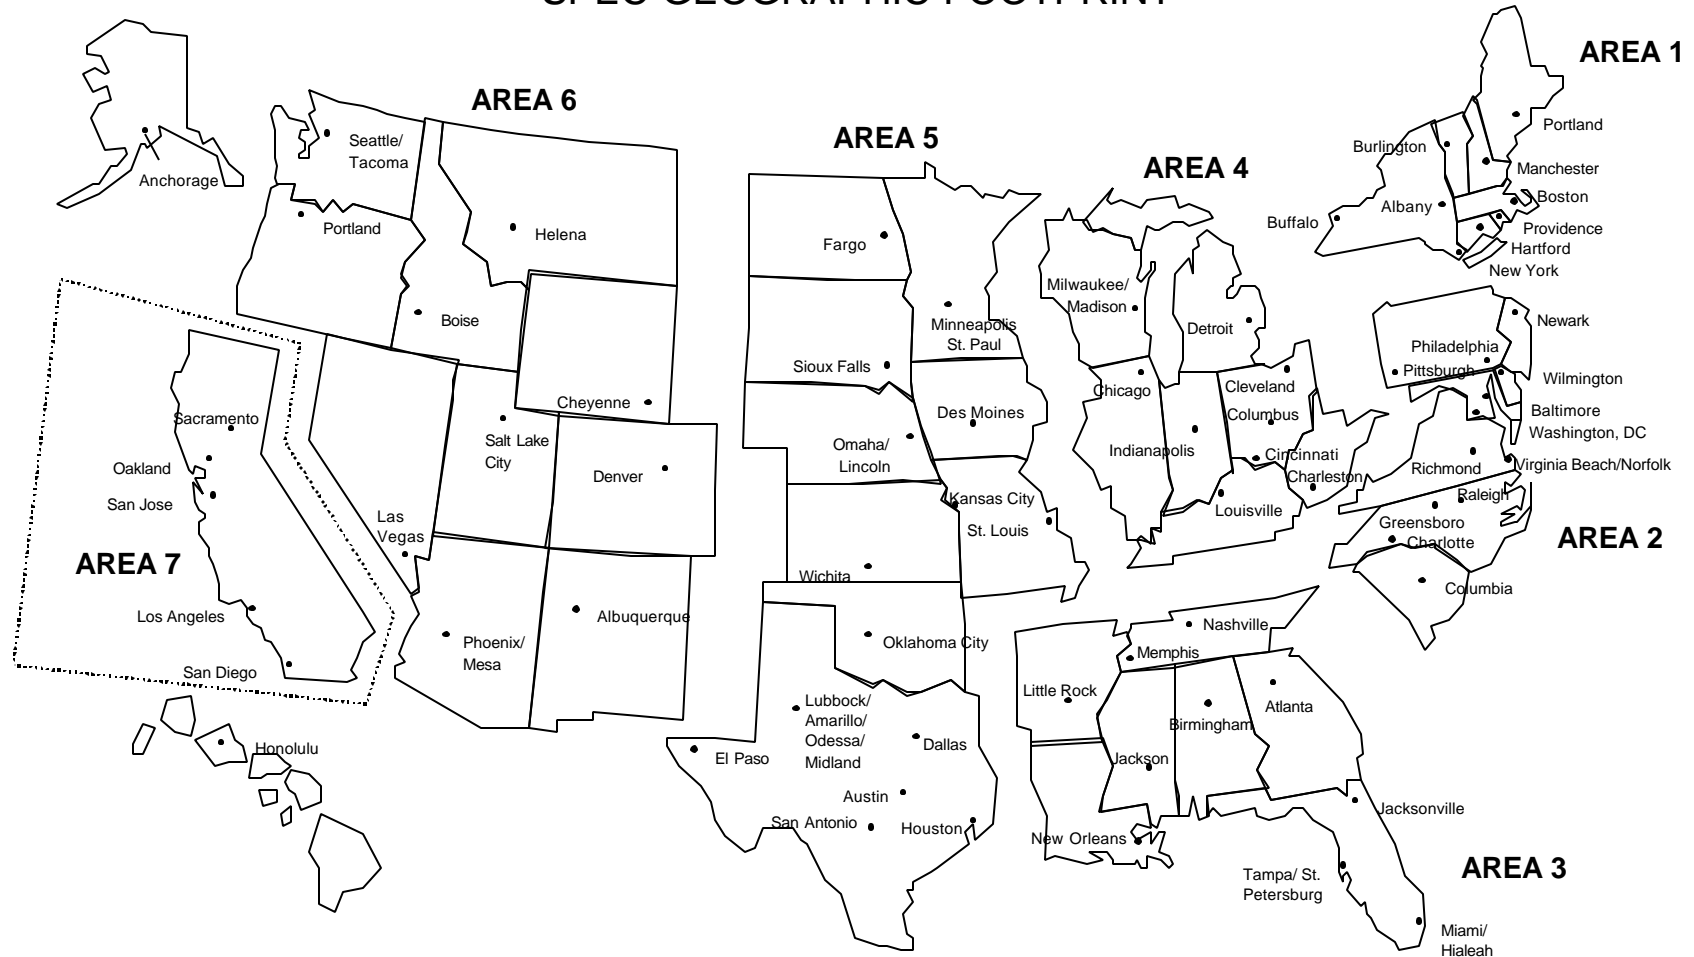 SPEC GEOGRAPHIC FOOTPRINT
AREA 1
AREA 6
AREA 5
AREA 4
Seattle/
Tacoma
Anchorage
Portland
Helena
Boise
Cheyenne
Salt Lake
City
Denver
Las
Vegas
Phoenix/
Mesa
Albuquerque
Sacramento
Oakland
San Jose
AREA 7
Los Angeles
San Diego
Honolulu
Fargo
Minneapolis
St. Paul
Sioux Falls
Des Moines
Omaha/
Lincoln
Kansas City
St. Louis
Wichita
Oklahoma City
Lubbock/
Amarillo/
Odessa/
Midland
Dallas
El Paso
Austin
San Antonio
Houston
Milwaukee/
Madison
Detroit
Chicago
Cleveland
Columbus
Indianapolis
Cincinnati
Charleston
Louisville
Portland
Burlington
Manchester
Boston
Albany
Buffalo
Providence
Hartford
New York
Newark
Philadelphia
Pittsburgh
Wilmington
Baltimore
Washington, DC
Richmond
Virginia Beach/Norfolk
Raleigh
Greensboro
Charlotte
AREA 2
Columbia
Nashville
Memphis
Little Rock
Birmingham
Atlanta
Jackson
New Orleans
Jacksonville
AREA 3
Tampa/ St.
Petersburg
Miami/
Hialeah